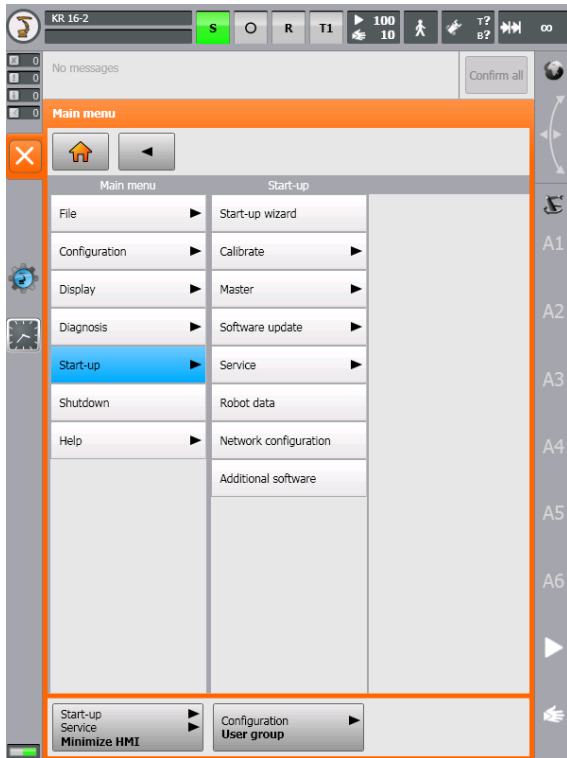 KR 16-2
S
O
R
T1
100
10
T?
B?
∞
0
0
0
0
No messages
Confirm all
Main menu
Main menu
Start-up
File
Start-up wizard
Configuration
Calibrate
Display
Master
Diagnosis
Software update
Start-up
Service
Shutdown
Robot data
Help
Network configuration
Additional software
A1
A2
A3
A4
A5
A6
Start-up
Service
Minimize HMI
Configuration
User group